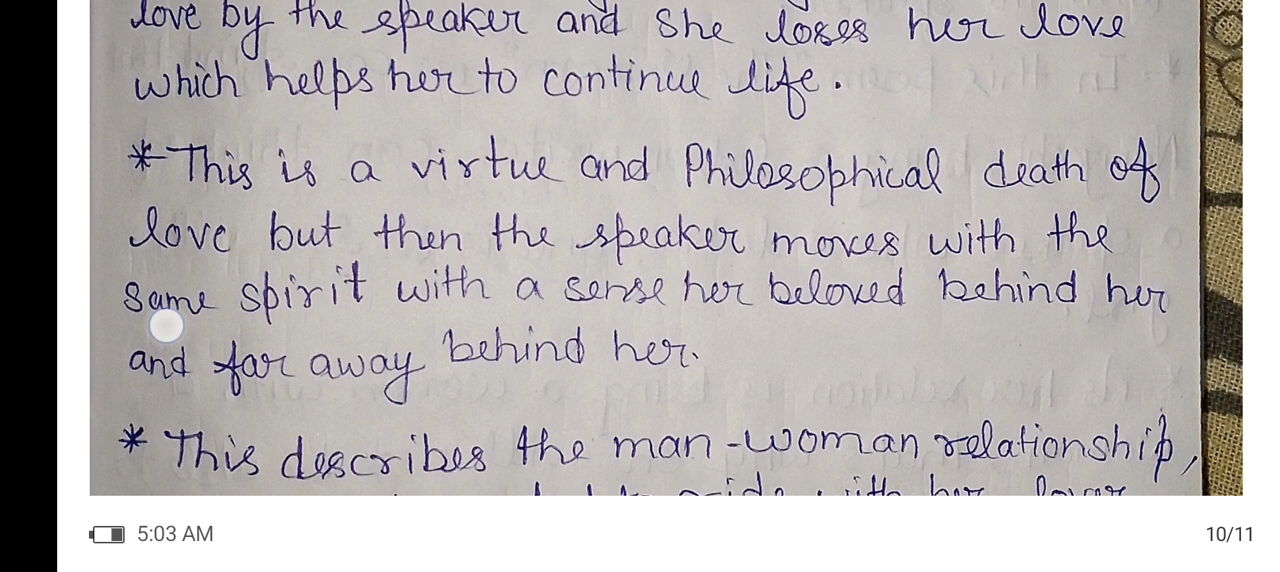 love by the speaker and she loses her love
which helps her to continue life.
* This is a virtue and Philosophical death of
love but then the speaker moves with the
same spirit with a sense her beloved behind her
and far away behind her.
* This describes the man-woman relationship,
5:03 AM
10/11